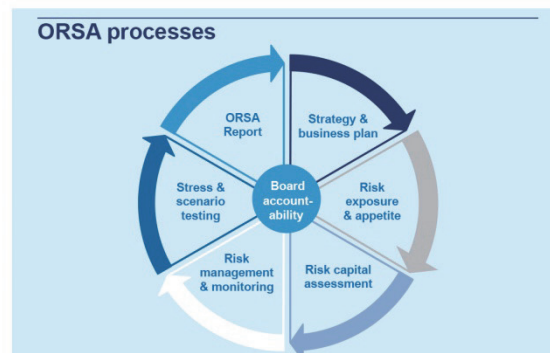 ORSA processes
ORSA
Report
Strategy &
business plan
Stress &
scenario
testing
Board
account-
ability
Risk
exposure
& appetite
Risk
management
& monitoring
Risk capital
assessment